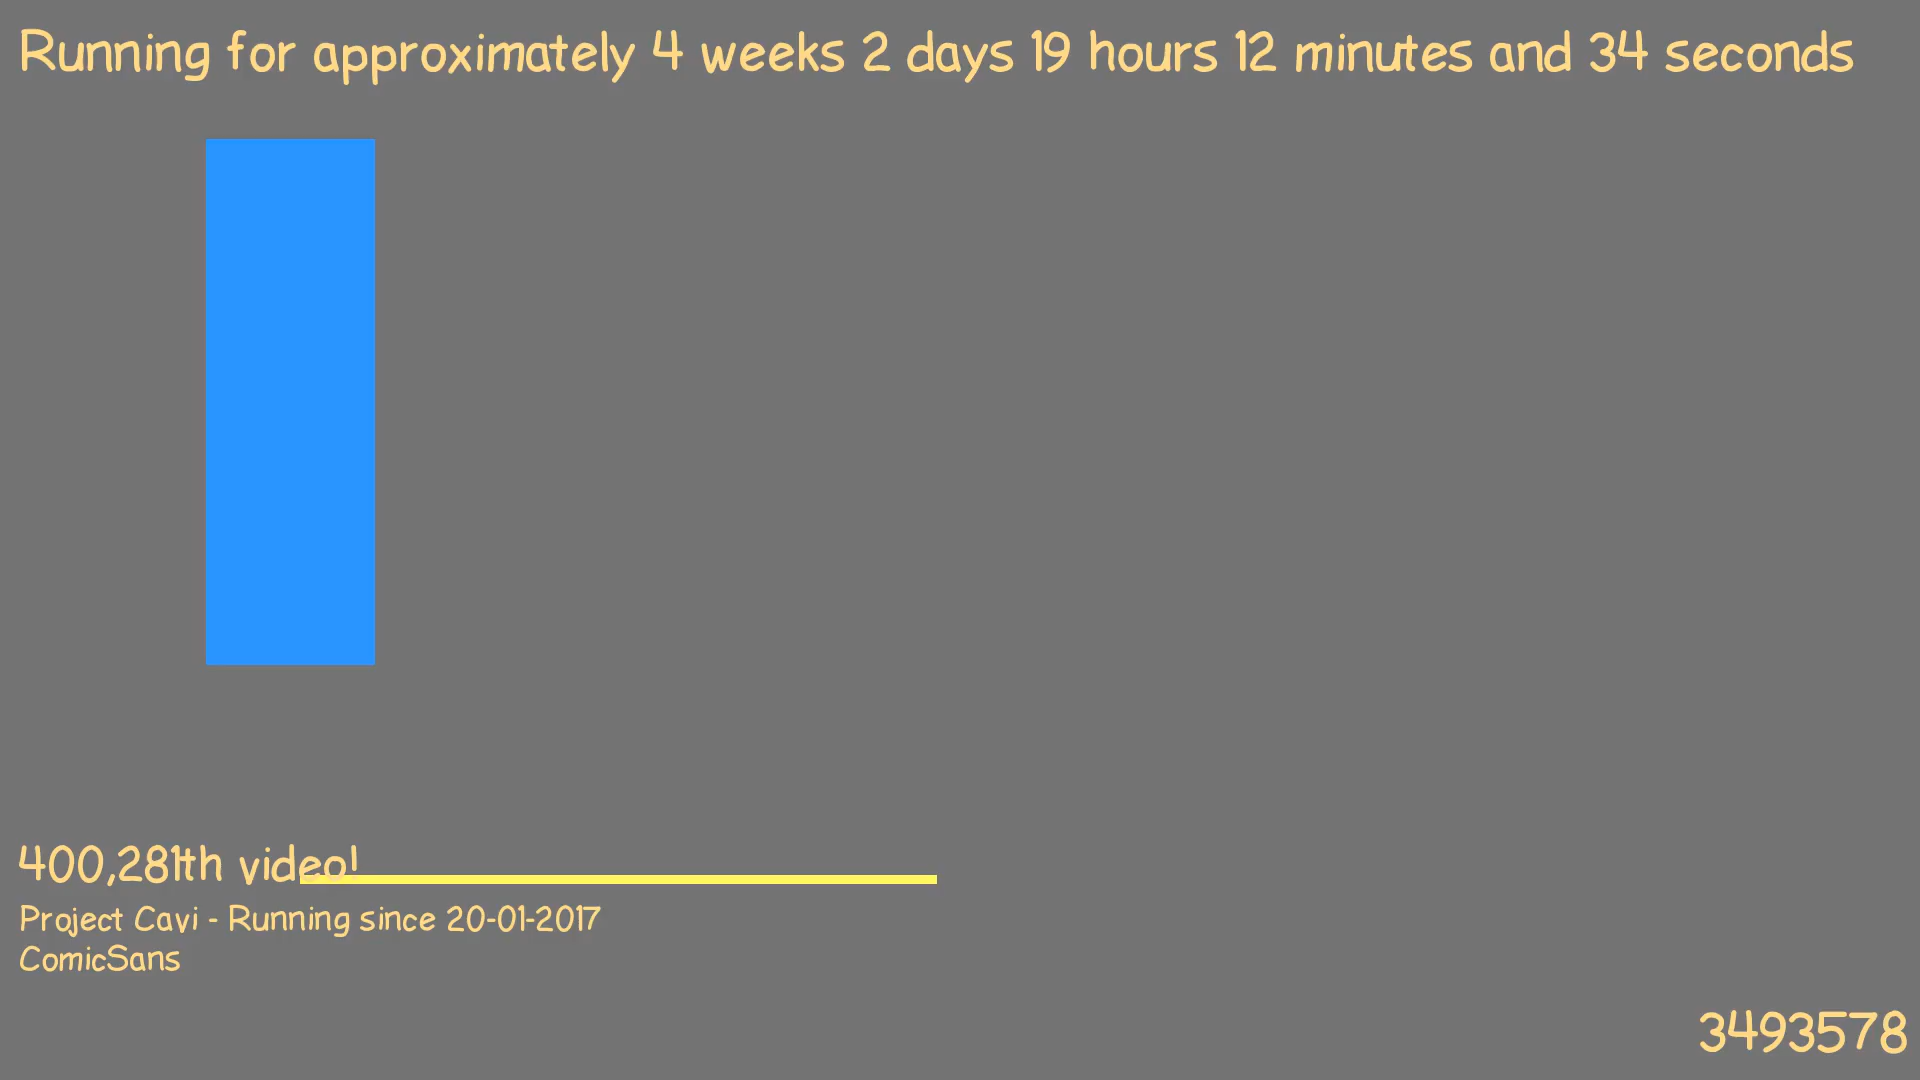 Running for approximately 4 weeks 2 days 19 hours 12 minutes and 34 seconds
400,281th video!
Project Cavi - Running since 20-01-2017
ComicSans
3493578